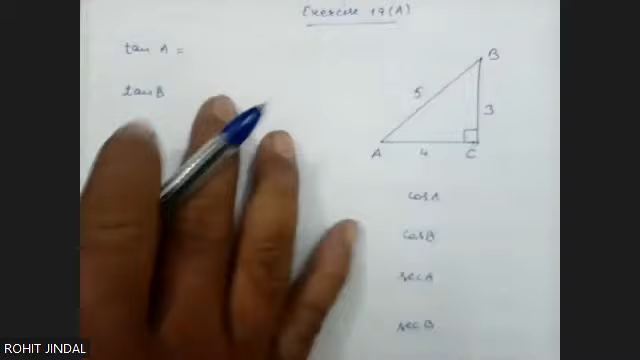 Exercise 19 (A)
tan A =
tan B
B
5
3
A
4
C
cos A
cos B
sec A
sec B
ROHIT JINDAL